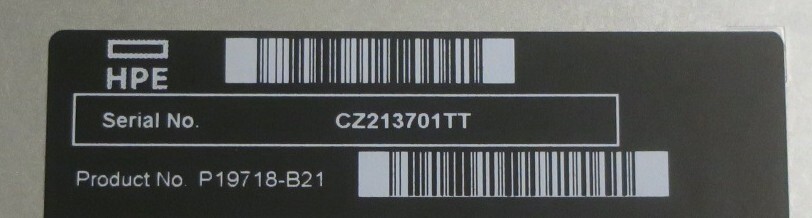 HPE
Serial No. CZ213701TT
Product No. P19718-B21